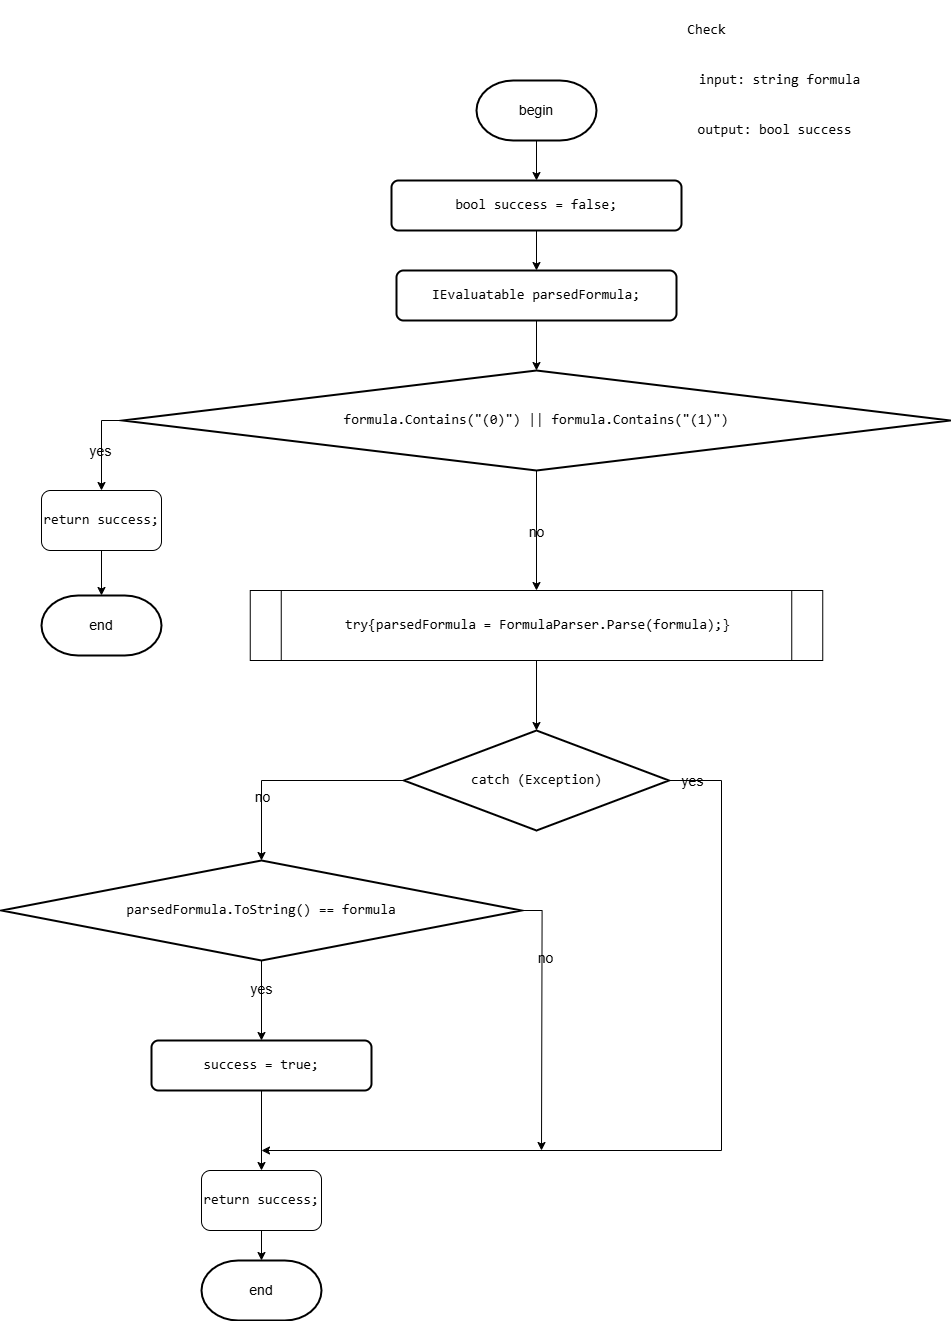 Check
input: string formula
output: bool success
begin
bool success = false;
IEvaluatable parsedFormula;
formula.Contains("(0)") || formula.Contains("(1)")
yes
return success;
end
no
try{parsedFormula = FormulaParser.Parse(formula);}
catch (Exception)
yes
no
parsedFormula.ToString() == formula
no
yes
success = true;
return success;
end